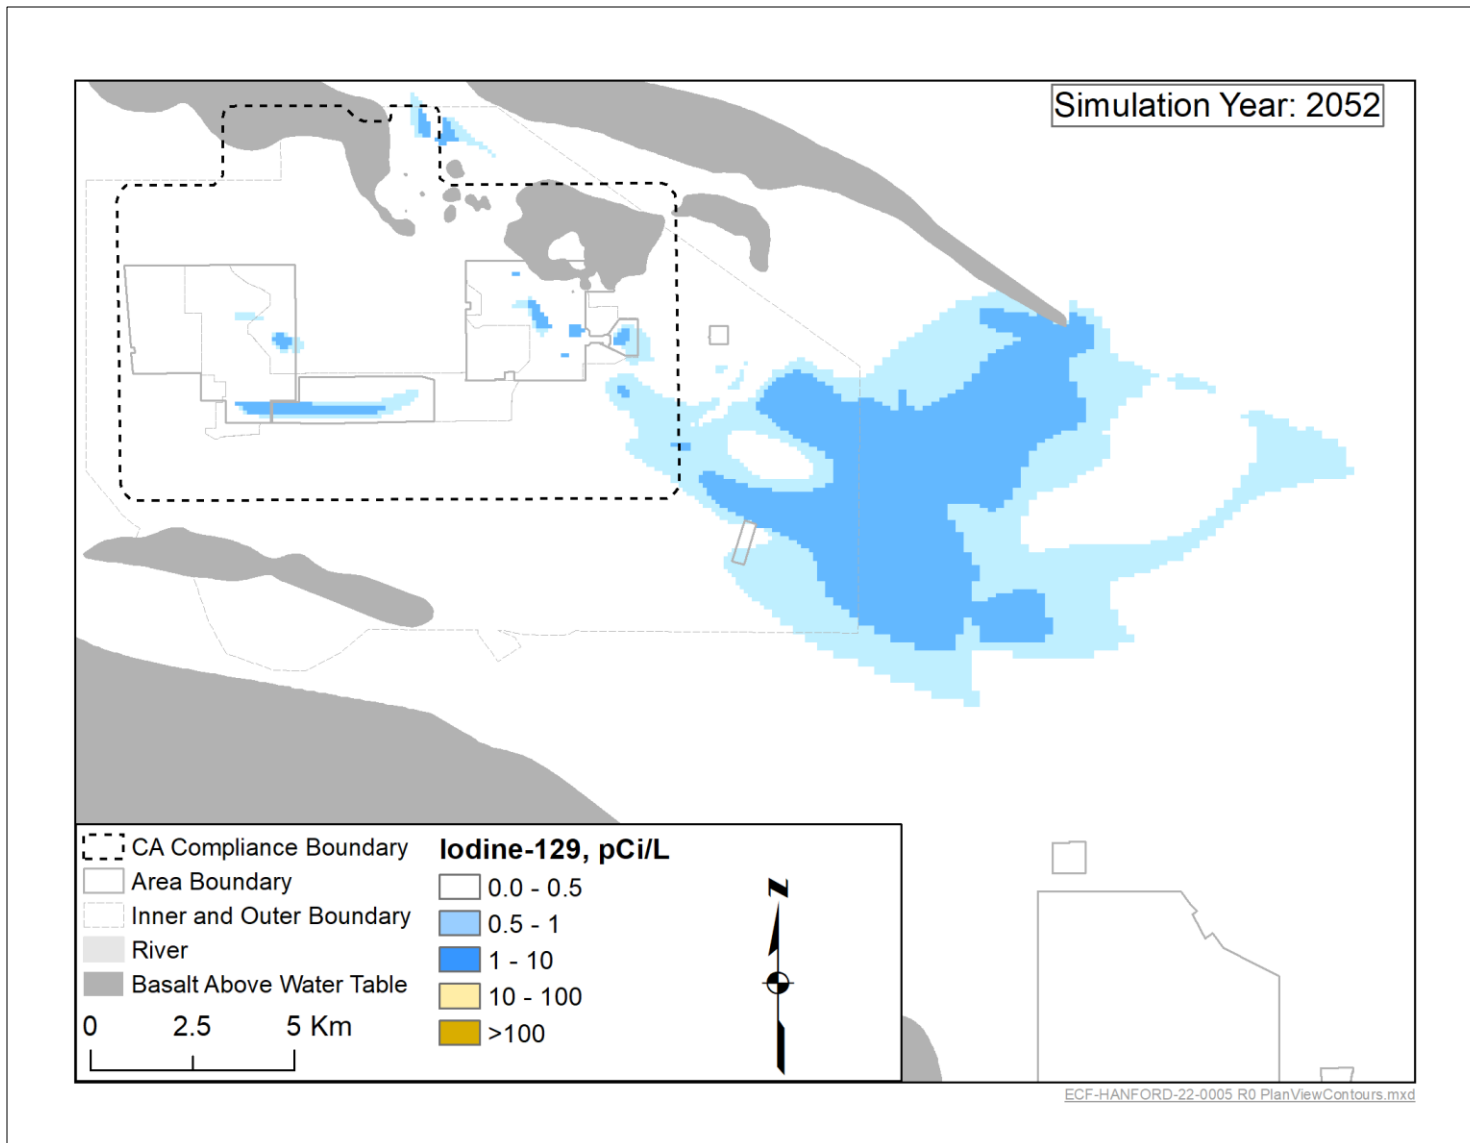 Simulation Year: 2052
CA Compliance Boundary
Area Boundary
Inner and Outer Boundary
River
Basalt Above Water Table
0 2.5 5 Km
Iodine-129, pCi/L
0.0 - 0.5
0.5 - 1
1 - 10
10 - 100
>100
N
ECF-HANFORD-22-0005 R0 PlanViewContours.mxd